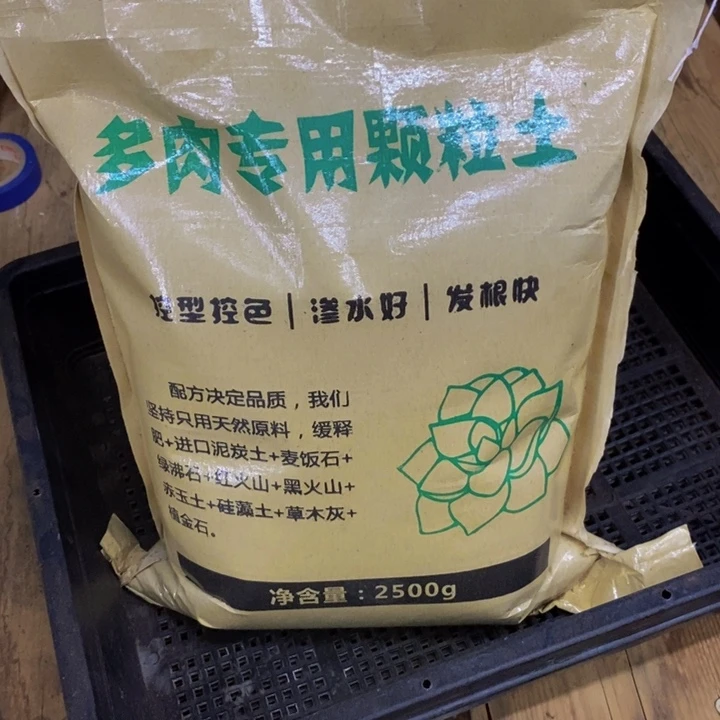 多肉专用颗粒土
控型控色|渗水好|发根快
配方决定品质，我们
坚持只用天然原料，缓释
肥+进口泥炭土+麦饭石+
绿沸石+红火山+黑火山+
赤玉土+硅藻土+草木灰+
植金石。
净含量：2500g